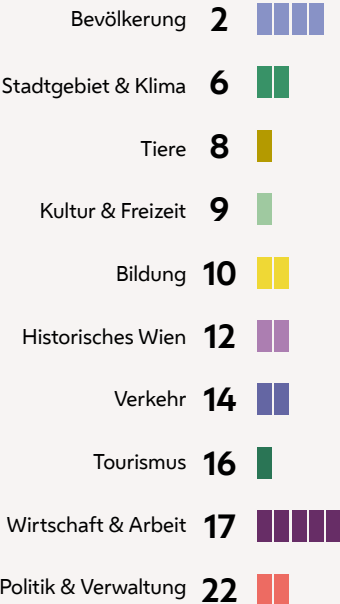 Bevölkerung 2
Stadtgebiet & Klima 6
Tiere 8
Kultur & Freizeit 9
Bildung 10
Historisches Wien 12
Verkehr 14
Tourismus 16
Wirtschaft & Arbeit 17
Politik & Verwaltung 22